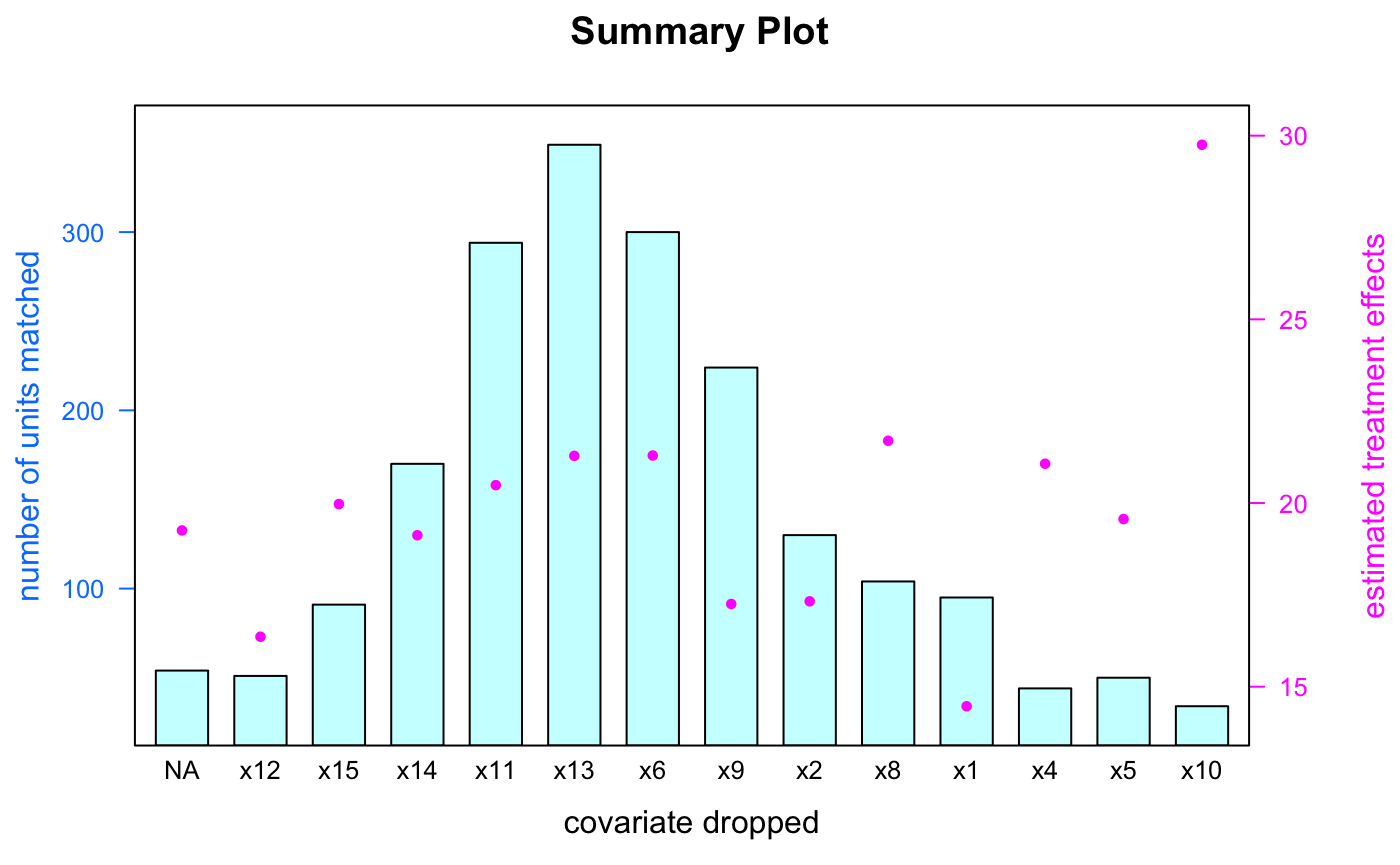 Summary Plot
number of units matched
300
200
100
30
25
20
15
estimated treatment effects
NA x12 x15 x14 x11 x13 x6 x9 x2 x8 x1 x4 x5 x10
covariate dropped